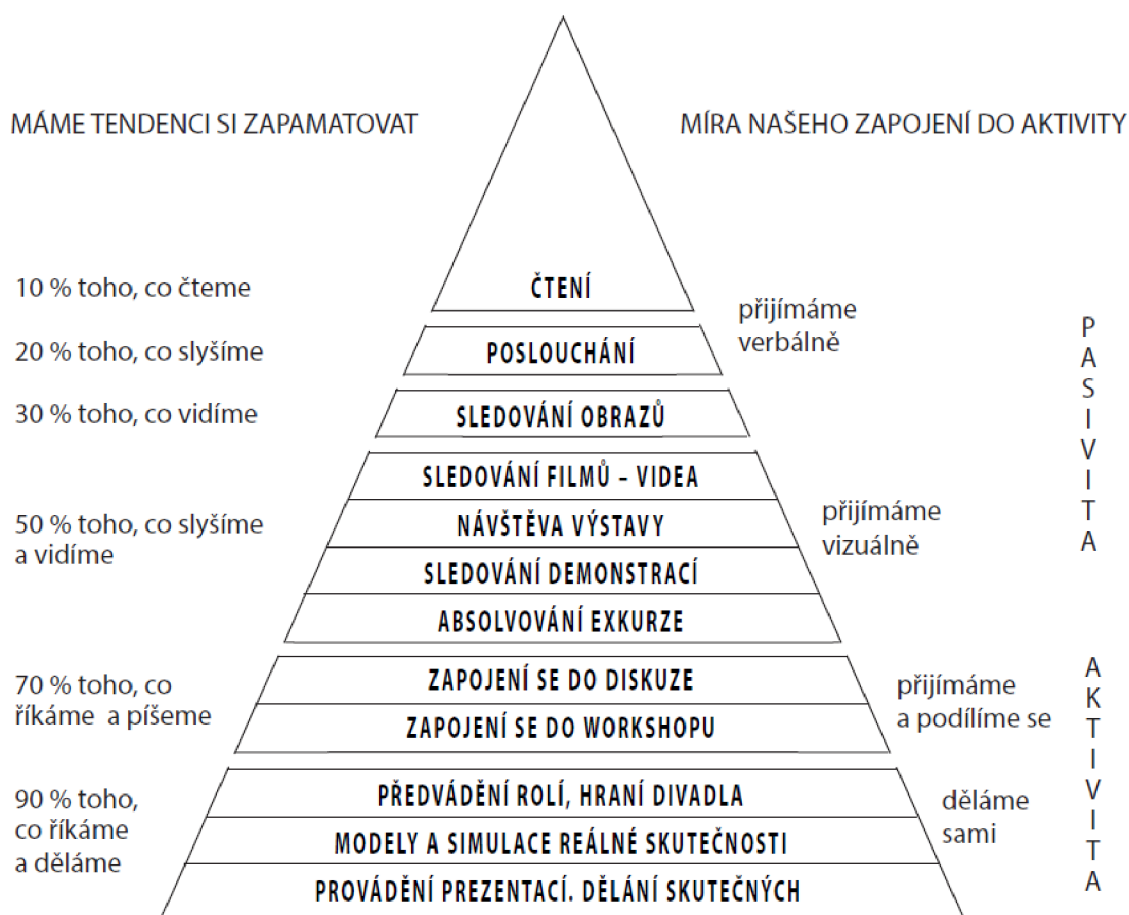 MÁME TENDENCI SI ZAPAMATOVAT
MÍRA NAŠEHO ZAPOJENÍ DO AKTIVITY
10 % toho, co čteme
ČTENÍ
přijímáme
verbálně
20 % toho, co slyšíme
POSLOUCHÁNÍ
30 % toho, co vidíme
SLEDOVÁNÍ OBRAZŮ
50 % toho, co slyšíme
a vidíme
SLEDOVÁNÍ FILMŮ – VIDEA
NÁVŠTĚVA VÝSTAVY
SLEDOVÁNÍ DEMONSTRACÍ
ABSOLVOVÁNÍ EXKURZE
přijímáme
vizuálně
PASIVITA
70 % toho, co
říkáme a píšeme
ZAPOJENÍ SE DO DISKUZE
ZAPOJENÍ SE DO WORKSHOPU
přijímáme
a podílíme se
90 % toho,
co říkáme
a děláme
PŘEDVÁDĚNÍ ROLÍ, HRANÍ DIVADLA
MODELY A SIMULACE REÁLNÉ SKUTEČNOSTI
PROVÁDĚNÍ PREZENTACÍ. DĚLÁNÍ SKUTEČNÝCH
děláme
sami
AKTIVITA